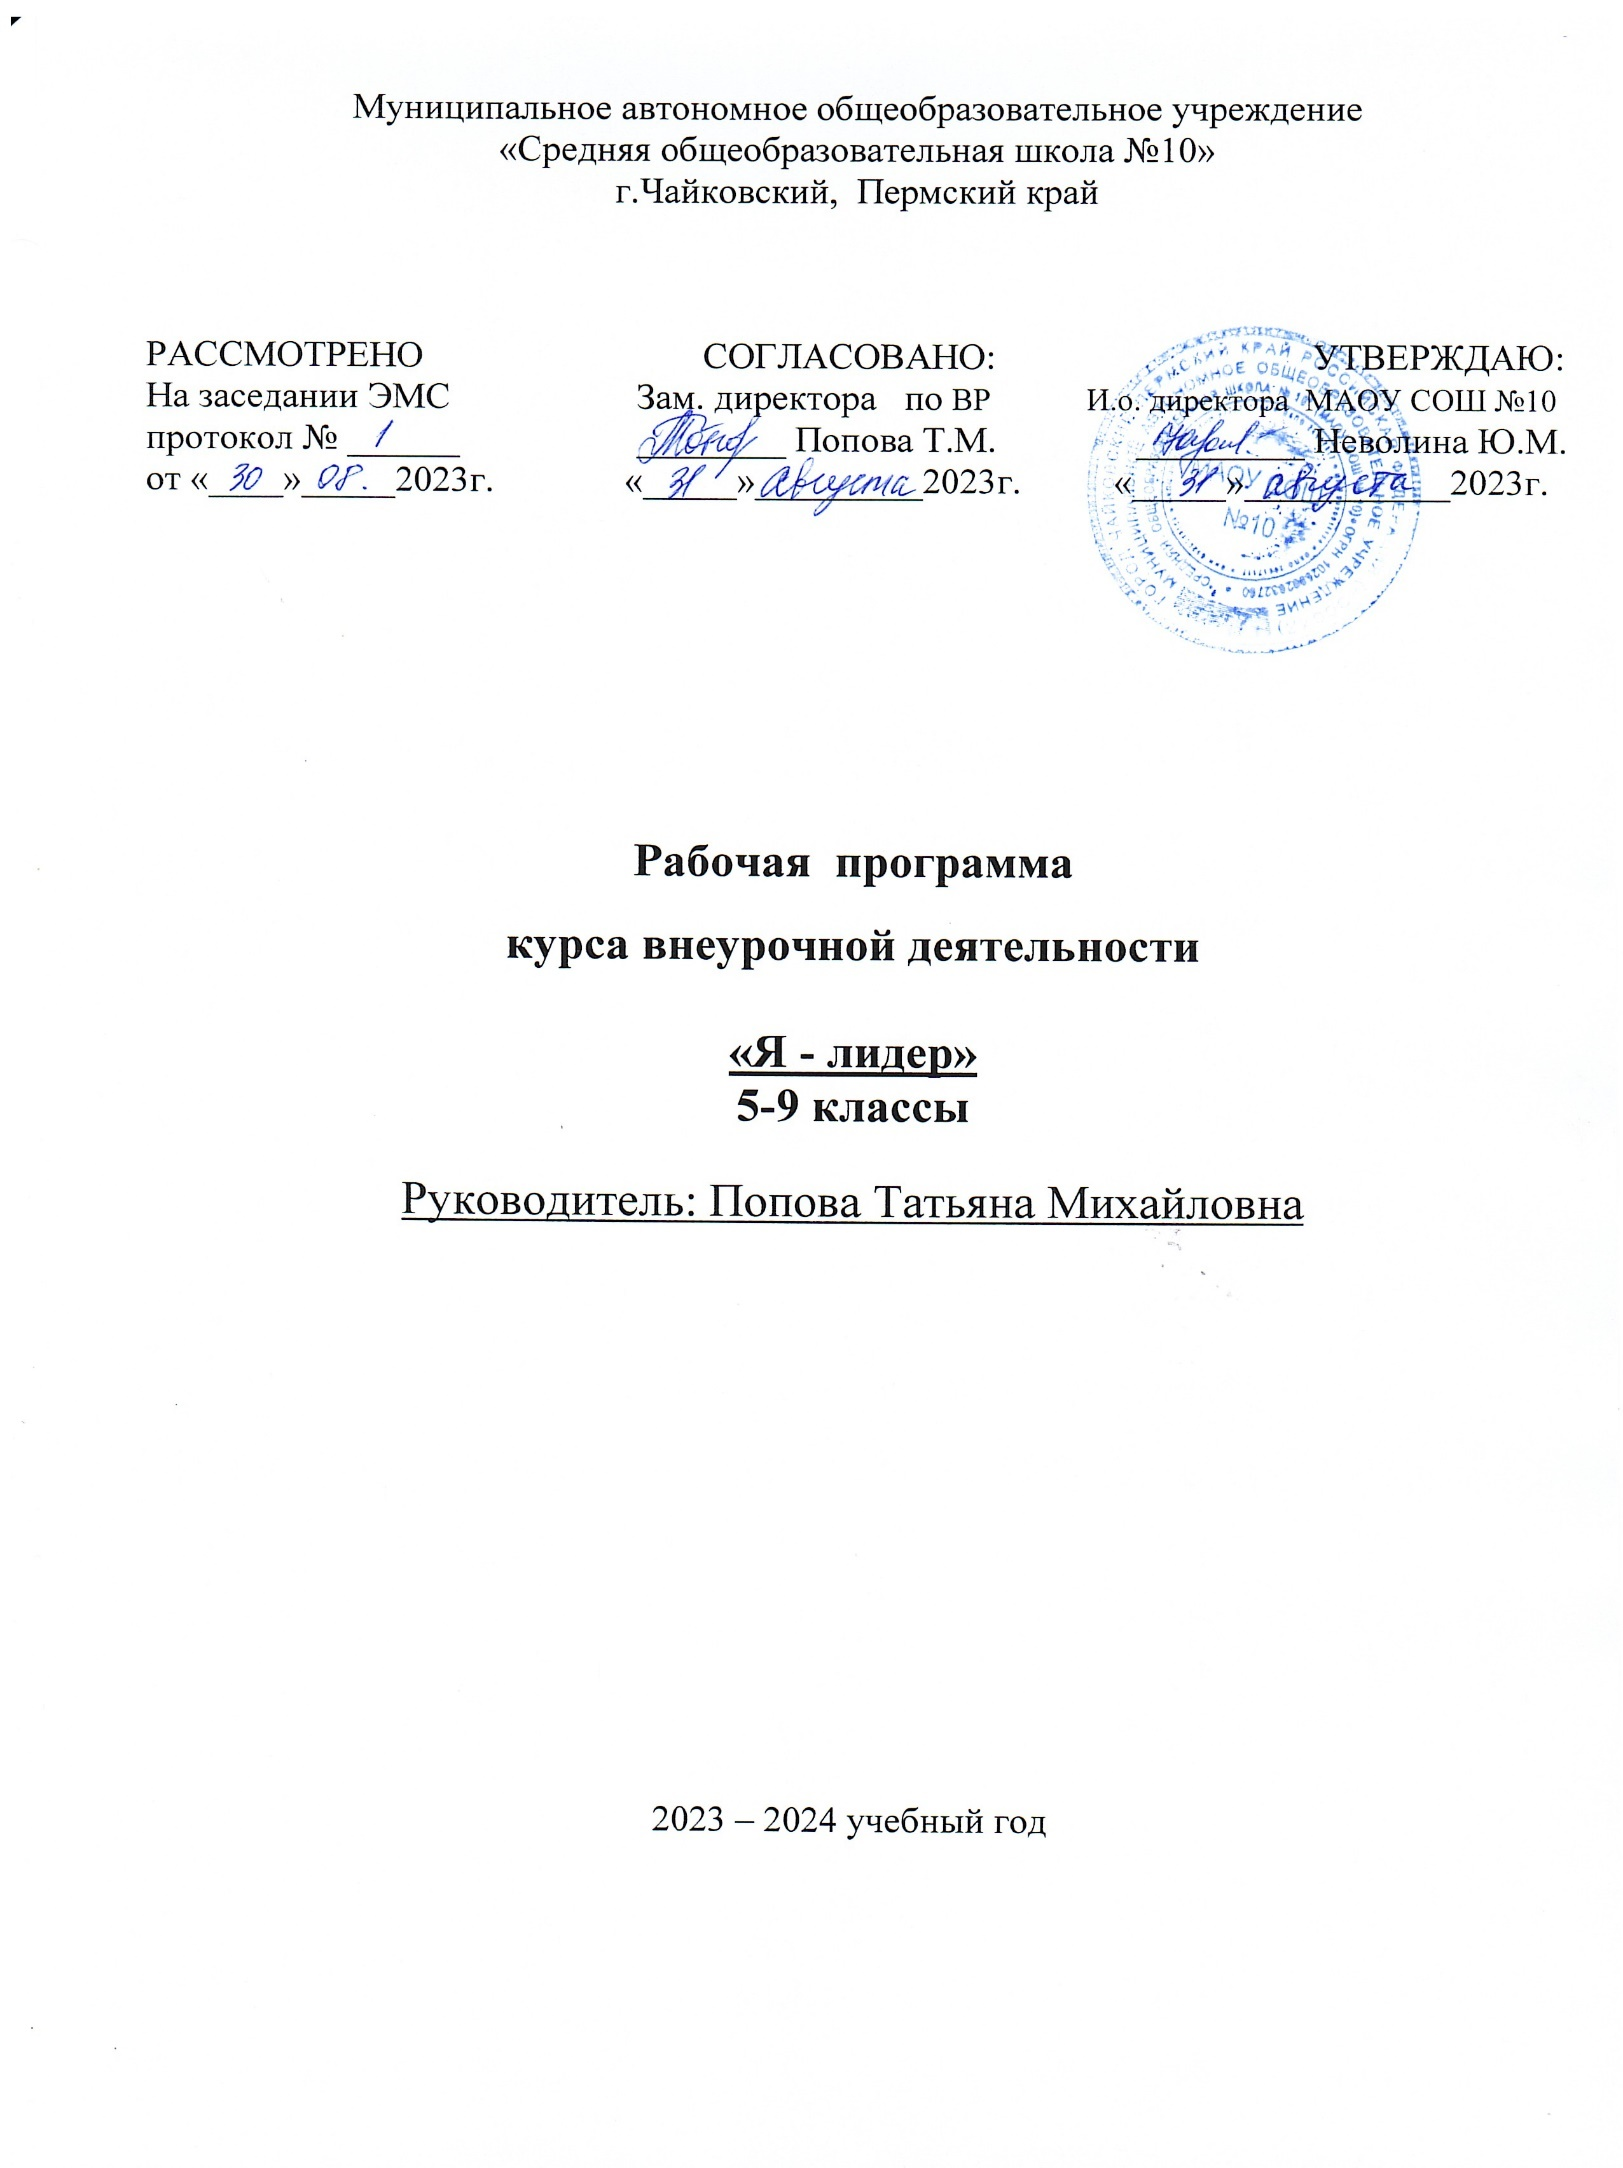 Муниципальное автономное общеобразовательное учреждение
«Средняя общеобразовательная школа №10»
г.Чайковский, Пермский край
РАССМОТРЕНО
На заседании ЭМС
протокол № 1
от «30» 08. 2023г.
СОГЛАСОВАНО:
Зам. директора по ВР
Попова Т.М.
«31» Августа 2023г.
УТВЕРЖДАЮ:
И.о. директора МАОУ СОШ №10
Неволина Ю.М.
«31» августа 2023г.
МАОУ
№10
Рабочая программа
курса внеурочной деятельности
«Я - лидер»
5-9 классы
Руководитель: Попова Татьяна Михайловна
2023 – 2024 учебный год